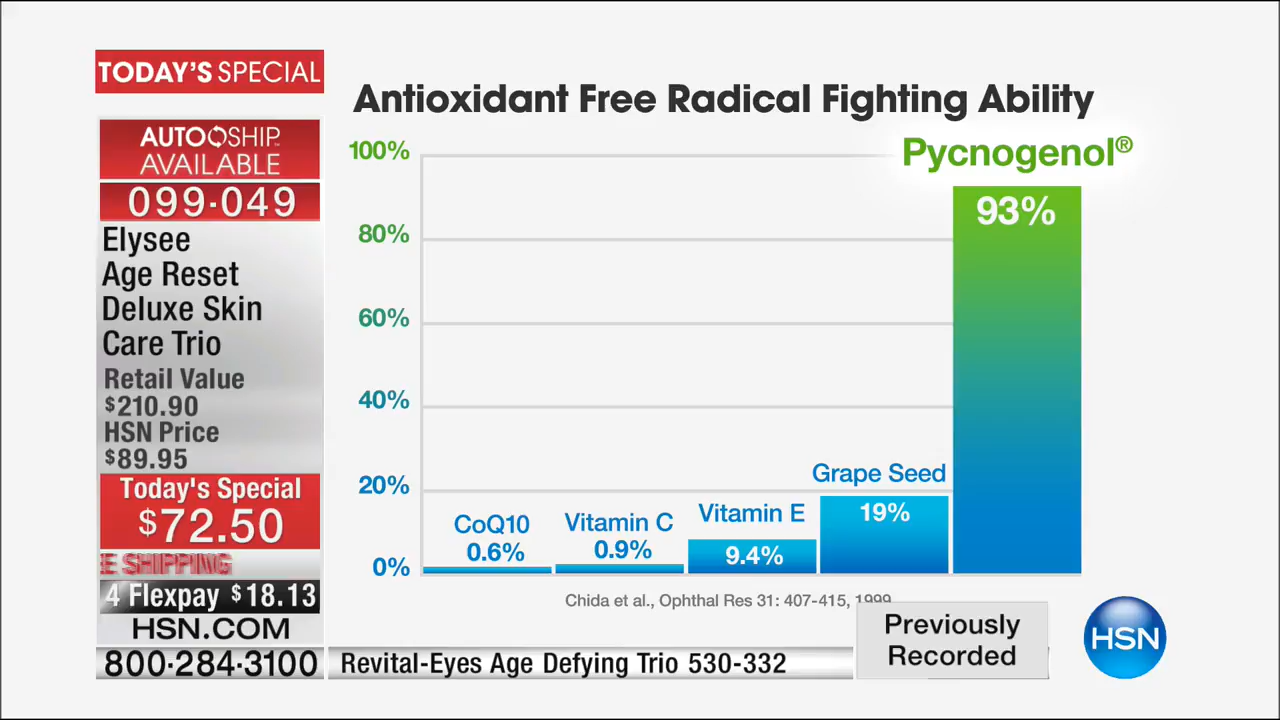 TODAY'S SPECIAL
AUTOSHIP
AVAILABLE
099·049
Elysee
Age Reset
Deluxe Skin
Care Trio
Retail Value
$210.90
HSN Price
$89.95
Today's Special
$72.50
E SHIPPING
4 Flexpay $18.13
HSN.COM
800·284·3100
Antioxidant Free Radical Fighting Ability
100%
80%
60%
40%
20%
0%
CoQ10
0.6%
Vitamin C
0.9%
Vitamin E
9.4%
Grape Seed
19%
Pycnogenol®
93%
Chida et al., Ophthal Res 31: 407-415, 1999
Revital-Eyes Age Defying Trio 530-332
Previously
Recorded
HSN